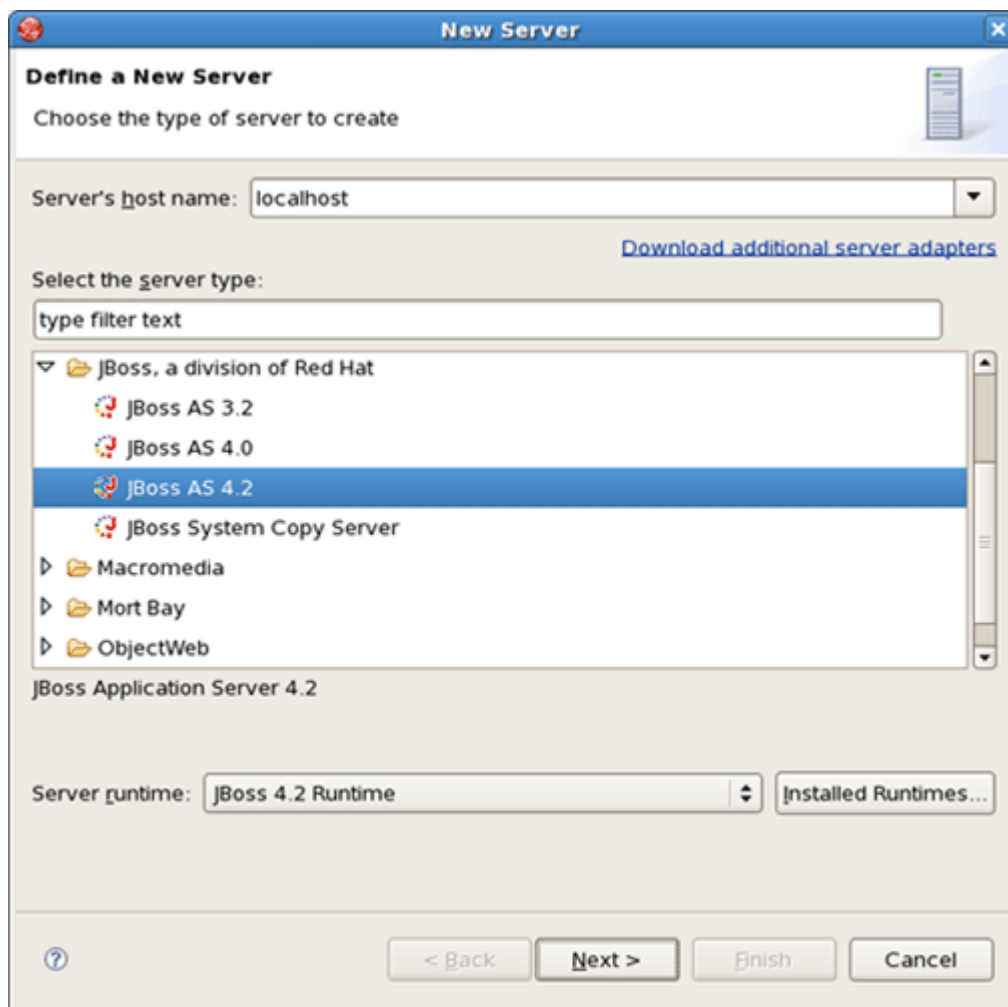 New Server
Define a New Server
Choose the type of server to create
Server's host name: localhost
Download additional server adapters
Select the server type:
type filter text
JBoss, a division of Red Hat
JBoss AS 3.2
JBoss AS 4.0
JBoss AS 4.2
JBoss System Copy Server
Macromedia
Mort Bay
ObjectWeb
JBoss Application Server 4.2
Server runtime: JBoss 4.2 Runtime Installed Runtimes...
< Back Next > Finish Cancel